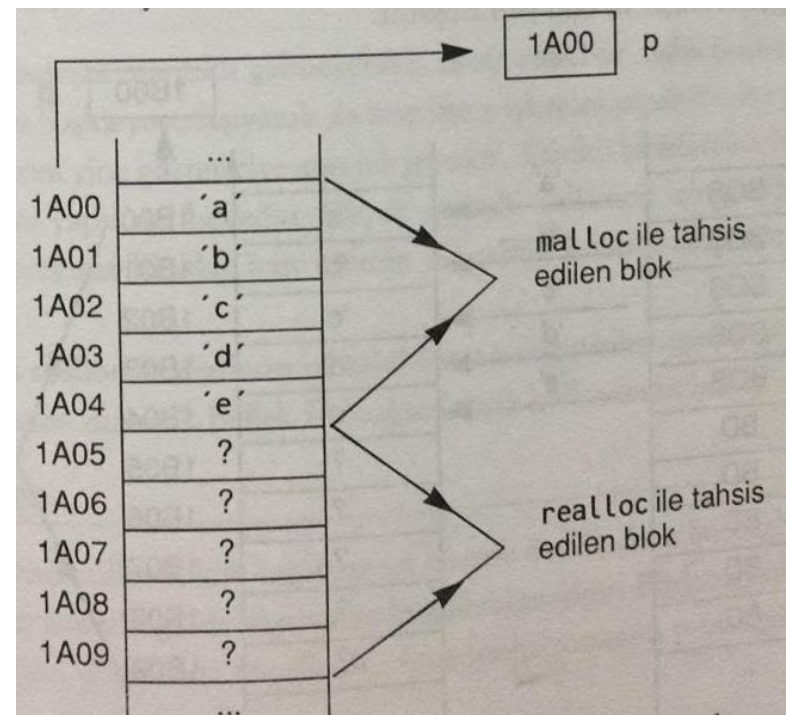 1A00 p
...
1A00 ´a´
1A01 ´b´
1A02 ´c´
1A03 ´d´
1A04 ´e´
1A05 ?
1A06 ?
1A07 ?
1A08 ?
1A09 ?
...
malloc ile tahsis
edilen blok
realloc ile tahsis
edilen blok